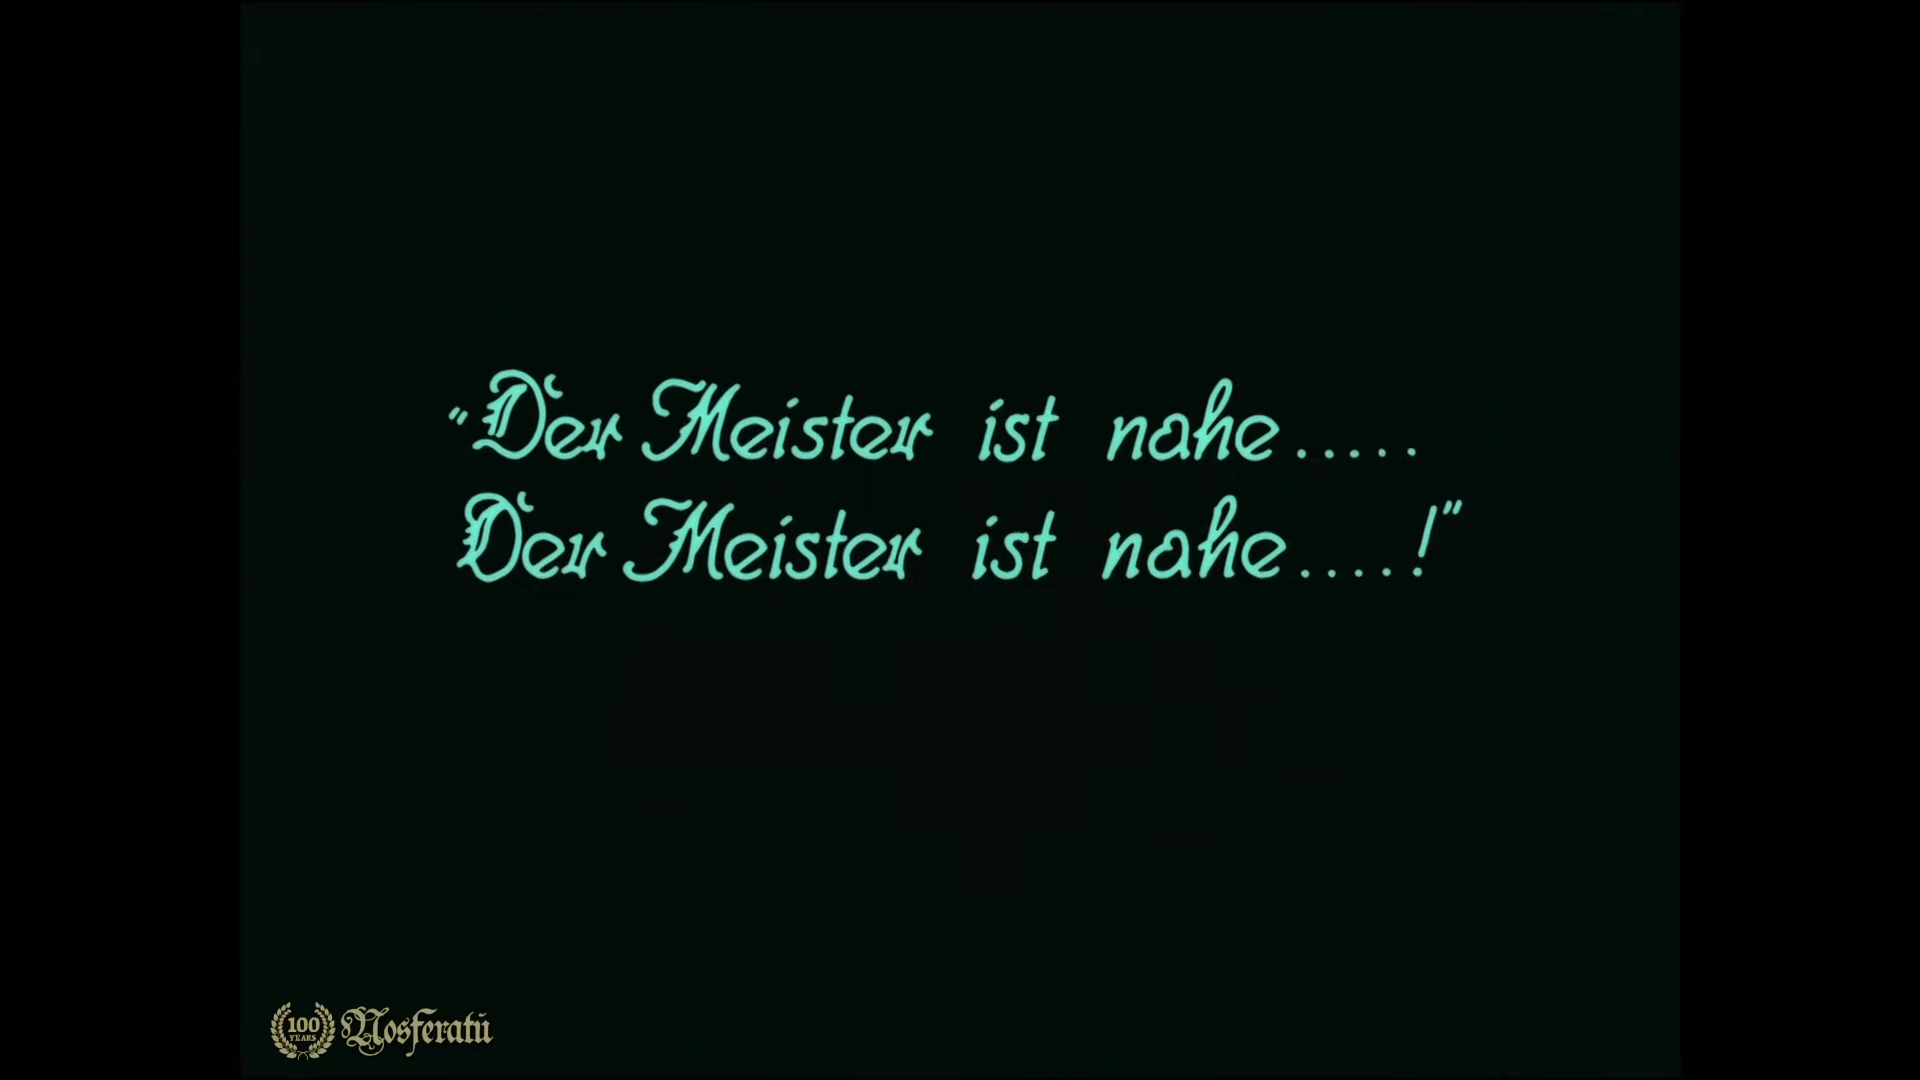 "Der Meister ist nahe.....
Der Meister ist nahe....!"
100
YEARS
Nosferatu